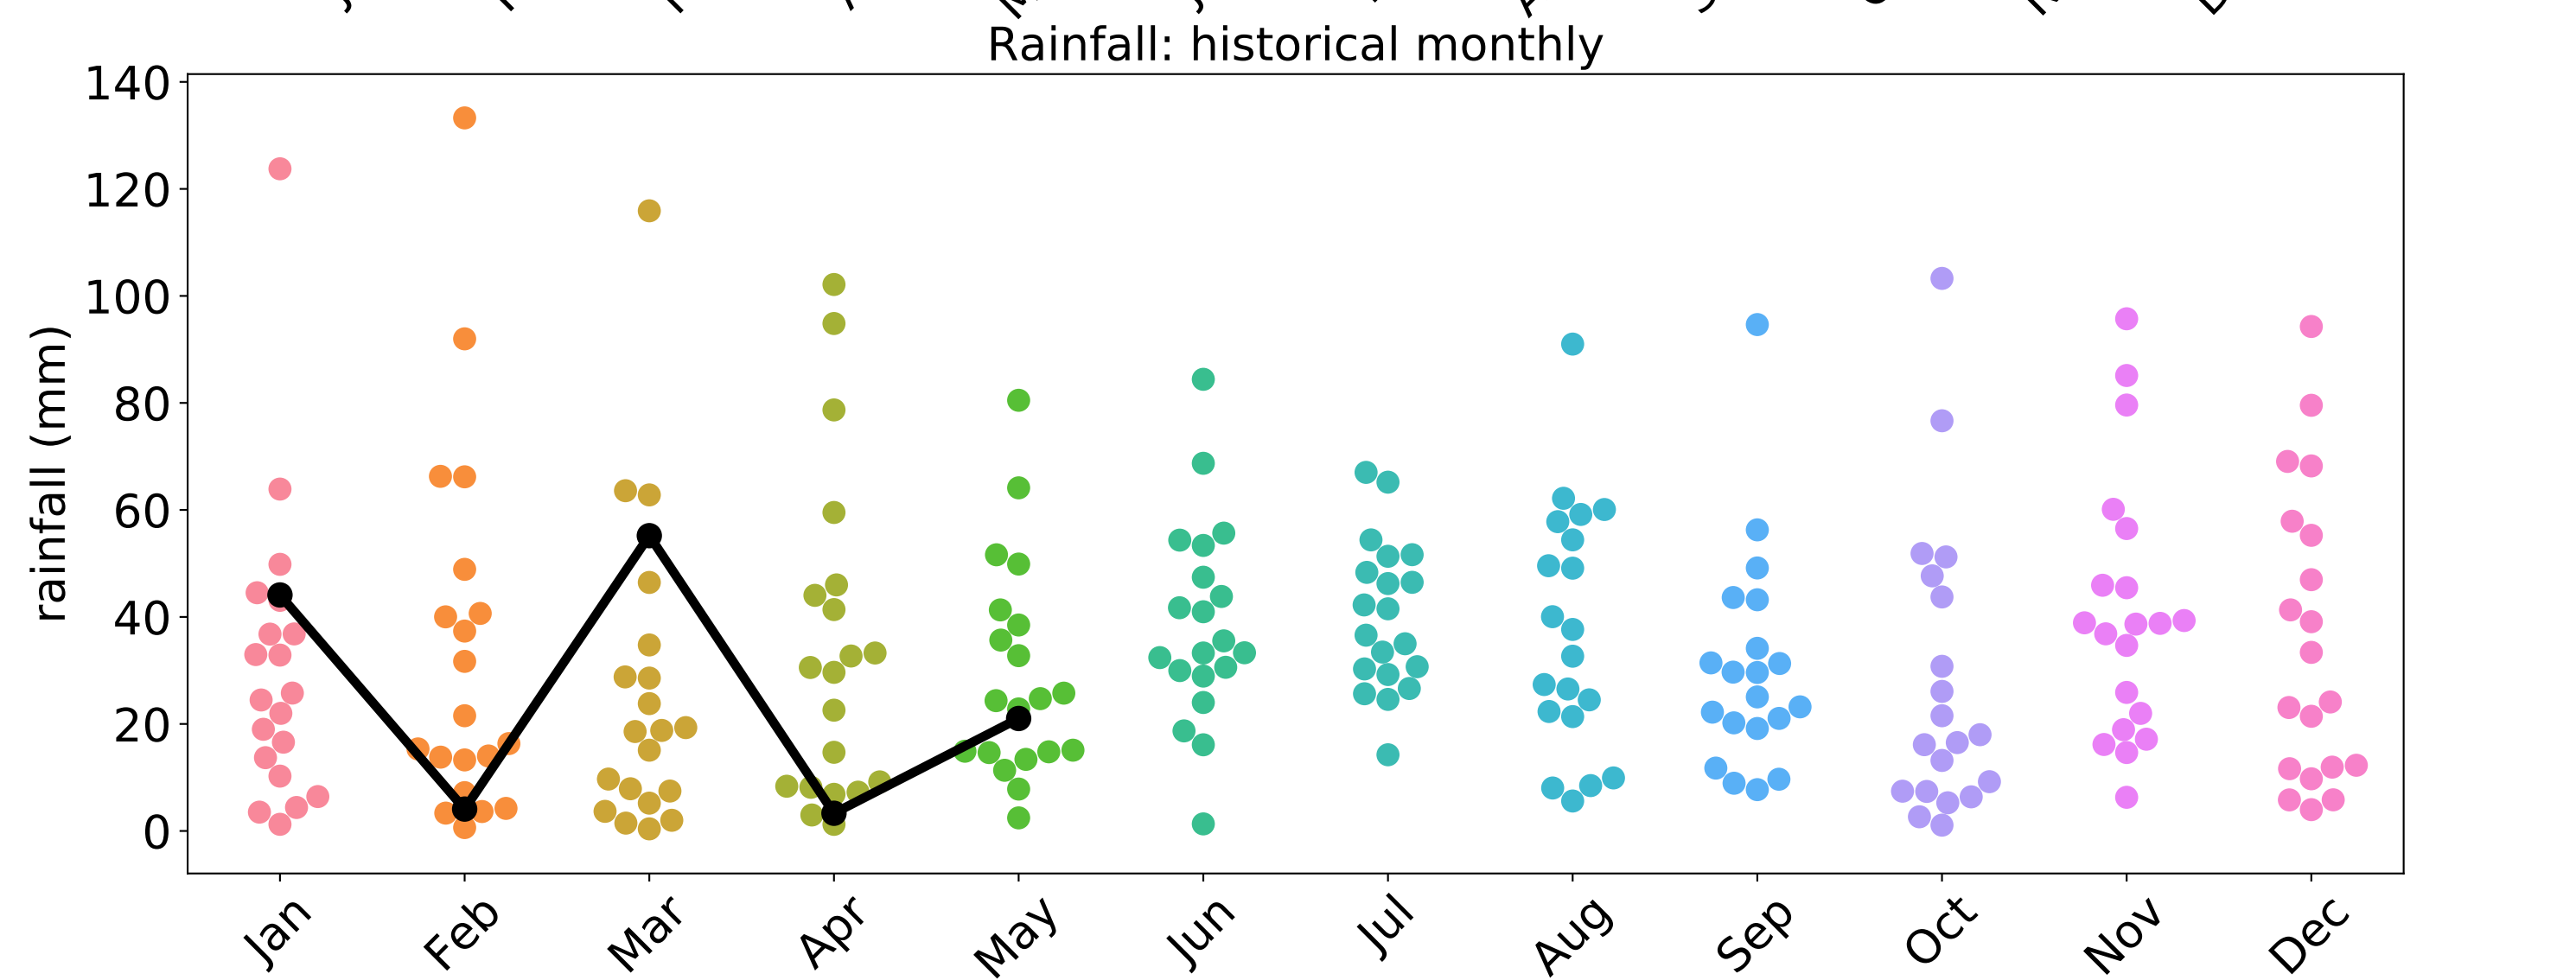 Rainfall: historical monthly
140
120
100
80
60
40
20
0
rainfall (mm)
Jan
Feb
Mar
Apr
May
Jun
Jul
Aug
Sep
Oct
Nov
Dec